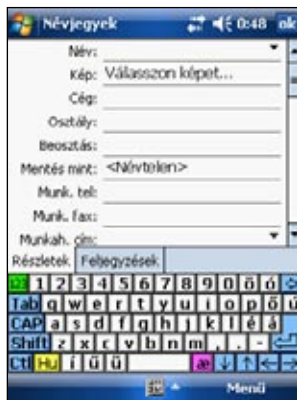 Névjegyek 0:48 ok
Név:
Kép: Válasszon képet...
Cég:
Osztály:
Beosztás:
Mentés mint: <Névtelen>
Munk. tel:
Munk. fax:
Munkah. cím:
Részletek Feljegyzések
1 2 3 4 5 6 7 8 9 0 ö ó
Tab q w e r t y u i o p ő ú
CAP a s d f g h j k l é á
Shift z x c v b n m , . -
Ctl Hu í ü ű æ ↓ ↑ ← →
Menü